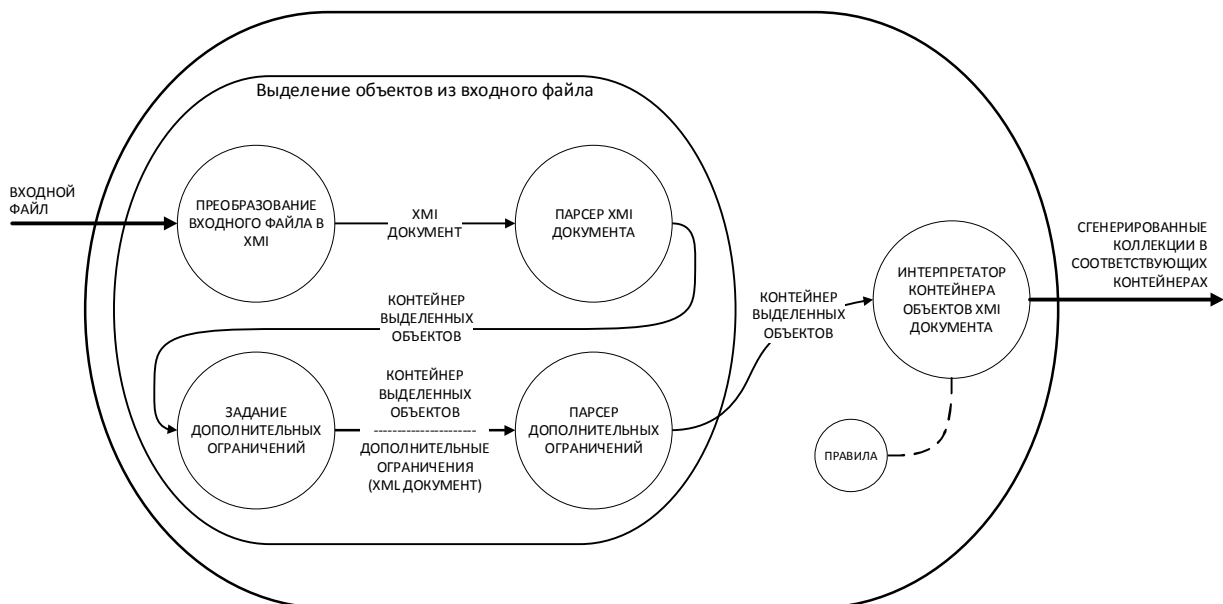 Выделение объектов из входного файла
ВХОДНОЙ
ФАЙЛ
ПРЕОБРАЗОВАНИЕ
ВХОДНОГО ФАЙЛА В
XMI
XMI
ДОКУМЕНТ
ПАРСЕР XMI
ДОКУМЕНТА
КОНТЕЙНЕР
ВЫДЕЛЕННЫХ
ОБЪЕКТОВ
ЗАДАНИЕ
ДОПОЛНИТЕЛЬНЫХ
ОГРАНИЧЕНИЙ
КОНТЕЙНЕР
ВЫДЕЛЕННЫХ
ОБЪЕКТОВ
------------------------
ДОПОЛНИТЕЛЬНЫЕ
ОГРАНИЧЕНИЯ
(XML ДОКУМЕНТ)
ПАРСЕР
ДОПОЛНИТЕЛЬНЫХ
ОГРАНИЧЕНИЙ
КОНТЕЙНЕР
ВЫДЕЛЕННЫХ
ОБЪЕКТОВ
ИНТЕРПРЕТАТОР
КОНТЕЙНЕРА
ОБЪЕКТОВ XMI
ДОКУМЕНТА
ПРАВИЛА
СГЕНЕРИРОВАННЫЕ
КОЛЛЕКЦИИ В
СООТВЕТСТВУЮЩИХ
КОНТЕЙНЕРАХ